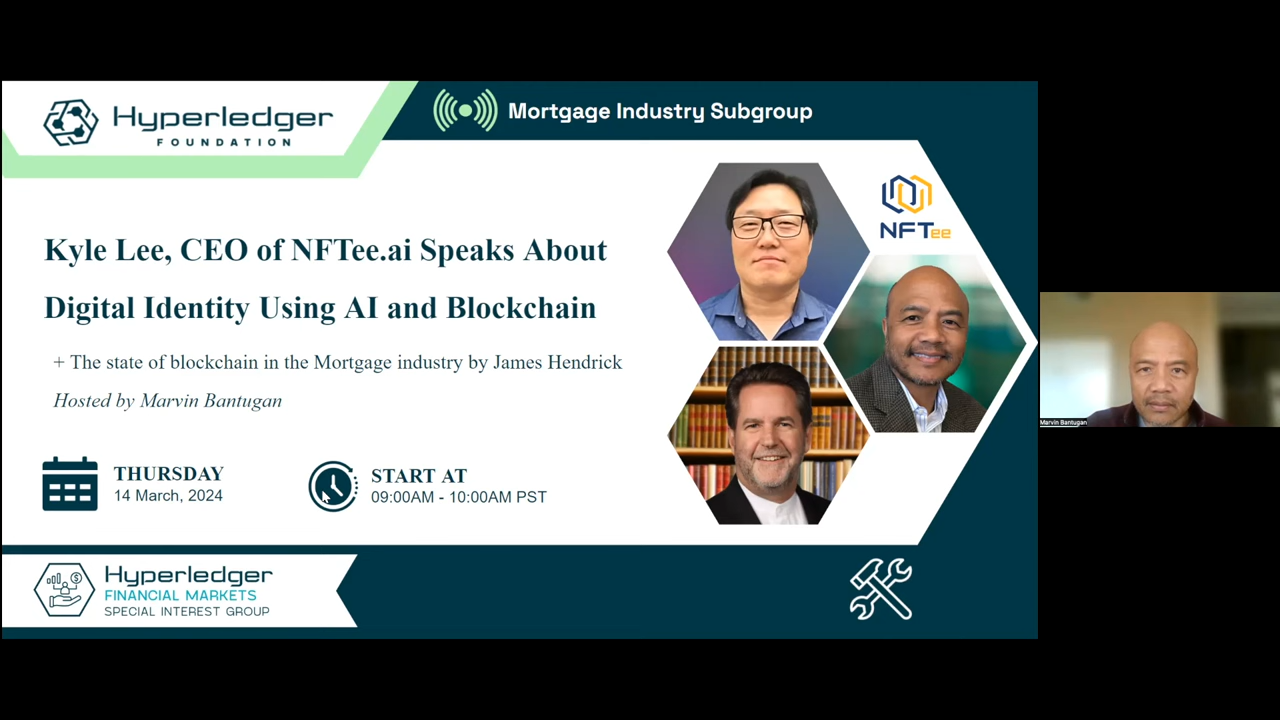 Hyperledger
FOUNDATION
Mortgage Industry Subgroup
NFTee
Kyle Lee, CEO of NFTee.ai Speaks About
Digital Identity Using AI and Blockchain
+ The state of blockchain in the Mortgage industry by James Hendrick
Hosted by Marvin Bantugan
THURSDAY
14 March, 2024
START AT
09:00AM - 10:00AM PST
Hyperledger
FINANCIAL MARKETS
SPECIAL INTEREST GROUP
Marvin Bantugan